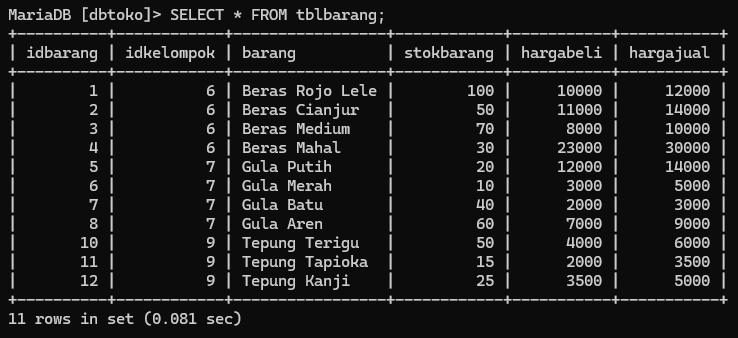 MariaDB [dbtoko]> SELECT * FROM tblbarang;
+----------+------------+-----------------+------------+-----------+-----------+
| idbarang | idkelompok | barang          | stokbarang | hargabeli | hargajual |
+----------+------------+-----------------+------------+-----------+-----------+
|        1 |          6 | Beras Rojo Lele |        100 |     10000 |     12000 |
|        2 |          6 | Beras Cianjur   |         50 |     11000 |     14000 |
|        3 |          6 | Beras Medium    |         70 |      8000 |     10000 |
|        4 |          6 | Beras Mahal     |         30 |     23000 |     30000 |
|        5 |          7 | Gula Putih      |         20 |     12000 |     14000 |
|        6 |          7 | Gula Merah      |         10 |      3000 |      5000 |
|        7 |          7 | Gula Batu       |         40 |      2000 |      3000 |
|        8 |          7 | Gula Aren       |         60 |      7000 |      9000 |
|       10 |          9 | Tepung Terigu   |         50 |      4000 |      6000 |
|       11 |          9 | Tepung Tapioka  |         15 |      2000 |      3500 |
|       12 |          9 | Tepung Kanji    |         25 |      3500 |      5000 |
+----------+------------+-----------------+------------+-----------+-----------+
11 rows in set (0.081 sec)